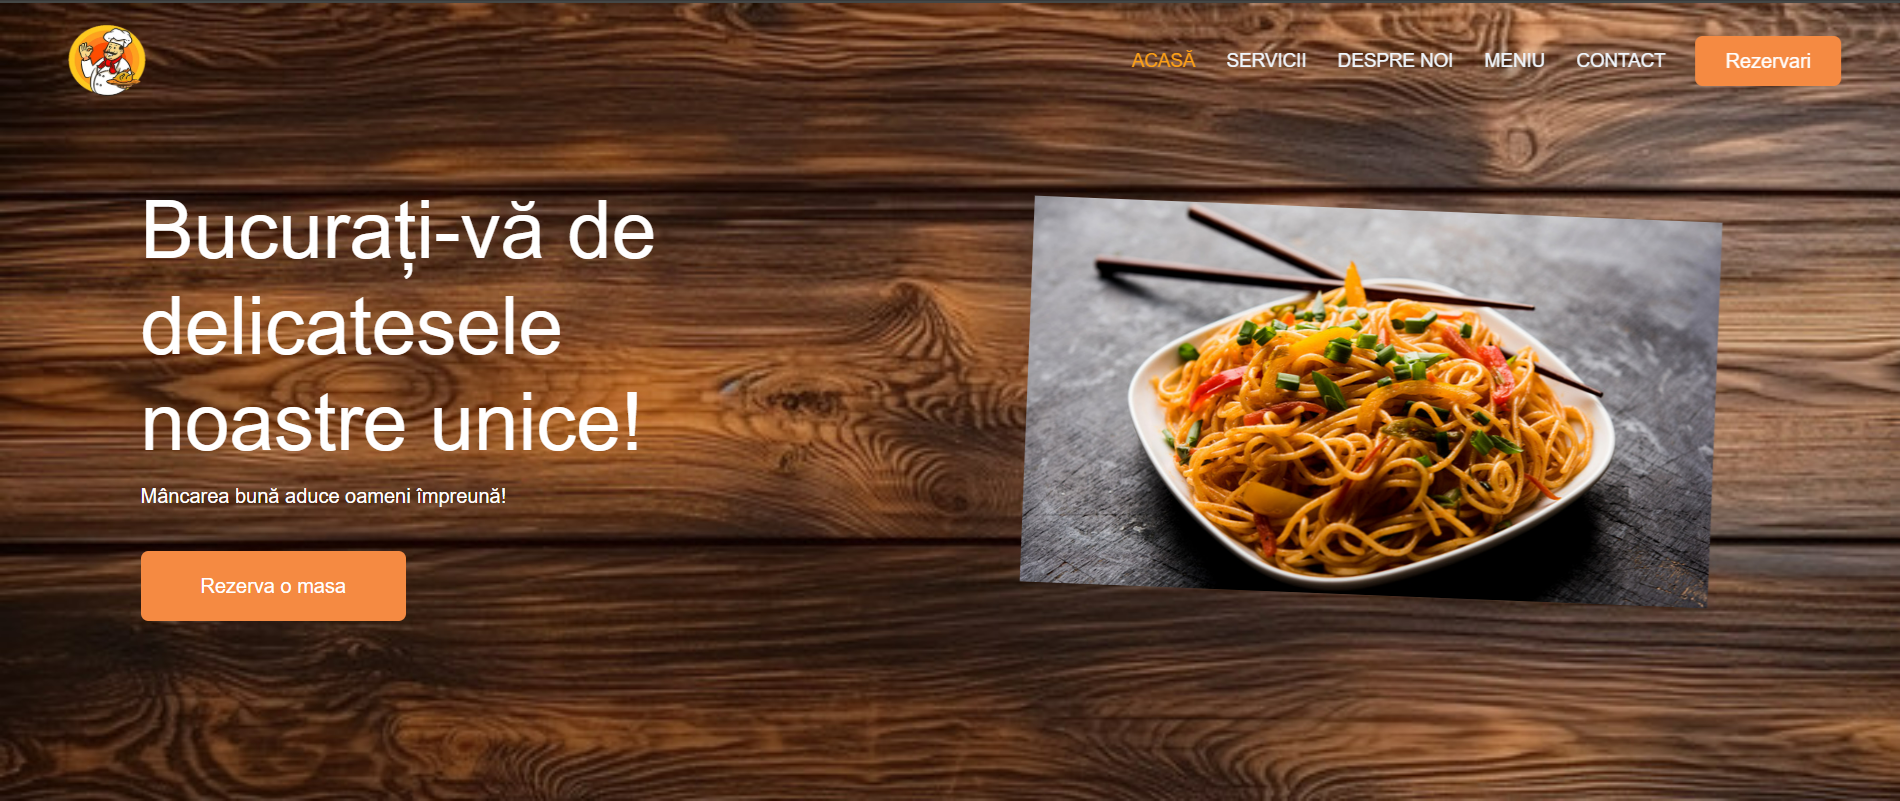 ACASĂ SERVICII DESPRE NOI MENIU CONTACT Rezervari
Bucurați-vă de
delicatesele
noastre unice!
Mâncarea bună aduce oameni împreună!
Rezerva o masa